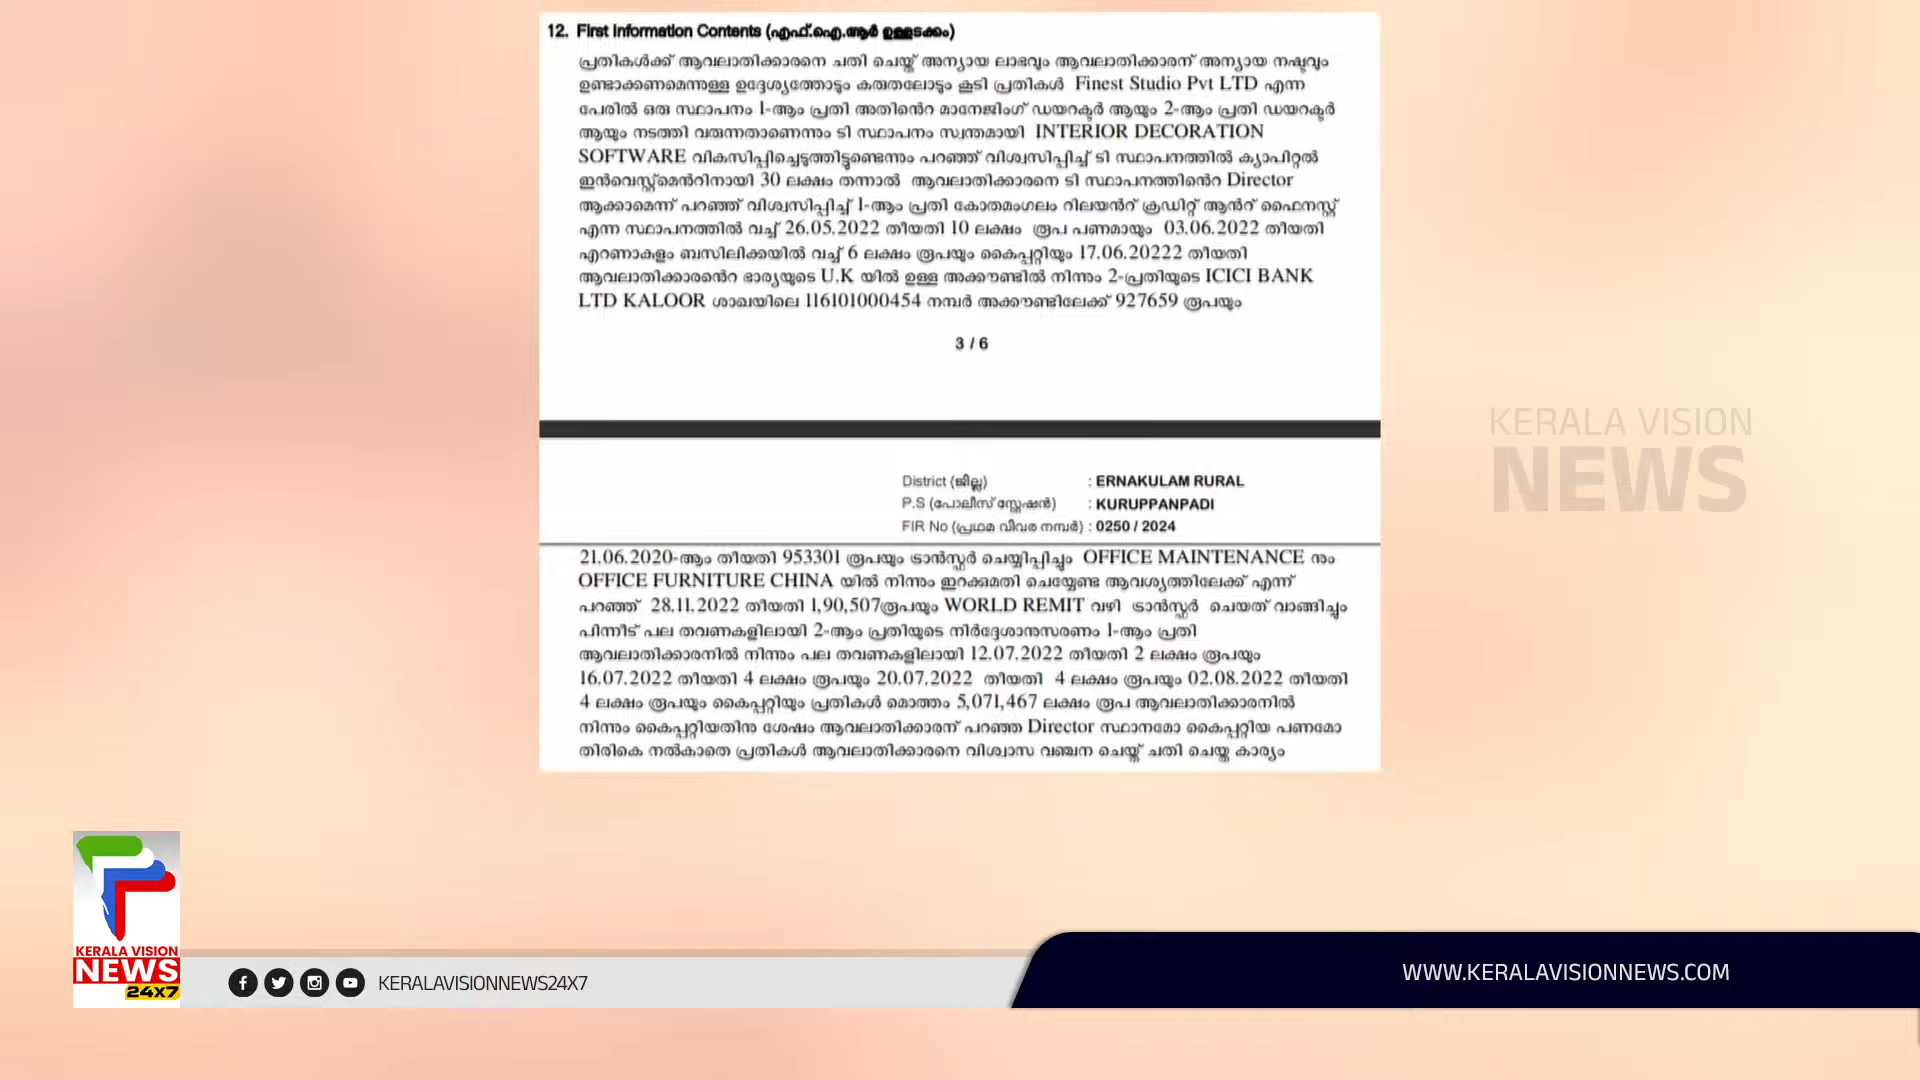 12. First Information Contents (എഫ്.ഐ.ആർ ഉള്ളടക്കം)
പ്രതികൾക്ക് ആവലാതിക്കാരനെ ചതി ചെയ്ത് അന്യായ ലാഭവും ആവലാതിക്കാരന് അന്യായ നഷ്ടവും
ഉണ്ടാക്കണമെന്നുള്ള ഉദ്ദേശ്യത്തോടും കരുതലോടും കൂടി പ്രതികൾ Finest Studio Pvt LTD എന്ന
പേരിൽ ഒരു സ്ഥാപനം 1-ആം പ്രതി അതിൻെറ മാനേജിംഗ് ഡയറക്ടർ ആയും 2-ആം പ്രതി ഡയറക്ടർ
ആയും നടത്തി വരുന്നതാണെന്നും ടി സ്ഥാപനം സ്വന്തമായി INTERIOR DECORATION
SOFTWARE വികസിപ്പിച്ചെടുത്തിട്ടുണ്ടെന്നും പറഞ്ഞ് വിശ്വസിപ്പിച്ച് ടി സ്ഥാപനത്തിൽ ക്യാപിറ്റൽ
ഇൻവെസ്റ്റ്മെൻറിനായി 30 ലക്ഷം തന്നാൽ ആവലാതിക്കാരനെ ടി സ്ഥാപനത്തിൻെറ Director
ആക്കാമെന്ന് പറഞ്ഞ് വിശ്വസിപ്പിച്ച് 1-ആം പ്രതി കോതമംഗലം റിലയൻറ് ക്രഡിറ്റ് ആൻറ് ഫൈനസ്റ്റ്
എന്ന സ്ഥാപനത്തിൽ വച്ച് 26.05.2022 തീയതി 10 ലക്ഷം രൂപ പണമായും 03.06.2022 തീയതി
എറണാകുളം ബസിലിക്കയിൽ വച്ച് 6 ലക്ഷം രൂപയും കൈപ്പറ്റിയും 17.06.20222 തീയതി
ആവലാതിക്കാരൻെറ ഭാര്യയുടെ U.K യിൽ ഉള്ള അക്കൗണ്ടിൽ നിന്നും 2-പ്രതിയുടെ ICICI BANK
LTD KALOOR ശാഖയിലെ 116101000454 നമ്പർ അക്കൗണ്ടിലേക്ക് 927659 രൂപയും
3 / 6
District (ജില്ല) : ERNAKULAM RURAL
P.S (പോലീസ് സ്റ്റേഷൻ) : KURUPPANPADI
FIR No (പ്രഥമ വിവര നമ്പർ) : 0250 / 2024
21.06.2020-ആം തീയതി 953301 രൂപയും ട്രാൻസ്ഫർ ചെയ്യിപ്പിച്ചും OFFICE MAINTENANCE നും
OFFICE FURNITURE CHINA യിൽ നിന്നും ഇറക്കുമതി ചെയ്യേണ്ട ആവശ്യത്തിലേക്ക് എന്ന്
പറഞ്ഞ് 28.11.2022 തീയതി 1,90,507രൂപയും WORLD REMIT വഴി ട്രാൻസ്ഫർ ചെയത് വാങ്ങിച്ചും
പിന്നീട് പല തവണകളിലായി 2-ആം പ്രതിയുടെ നിർദ്ദേശാനുസരണം 1-ആം പ്രതി
ആവലാതിക്കാരനിൽ നിന്നും പല തവണകളിലായി 12.07.2022 തീയതി 2 ലക്ഷം രൂപയും
16.07.2022 തീയതി 4 ലക്ഷം രൂപയും 20.07.2022 തീയതി 4 ലക്ഷം രൂപയും 02.08.2022 തീയതി
4 ലക്ഷം രൂപയും കൈപ്പറ്റിയും പ്രതികൾ മൊത്തം 5,071,467 ലക്ഷം രൂപ ആവലാതിക്കാരനിൽ
നിന്നും കൈപ്പറ്റിയതിനു ശേഷം ആവലാതിക്കാരന് പറഞ്ഞ Director സ്ഥാനമോ കൈപ്പറ്റിയ പണമോ
തിരികെ നൽകാതെ പ്രതികൾ ആവലാതിക്കാരനെ വിശ്വാസ വഞ്ചന ചെയ്ത് ചതി ചെയ്ത കാര്യം
KERALA VISION
NEWS
KERALA VISION
NEWS
24X7
KERALAVISIONNEWS24X7
WWW.KERALAVISIONNEWS.COM